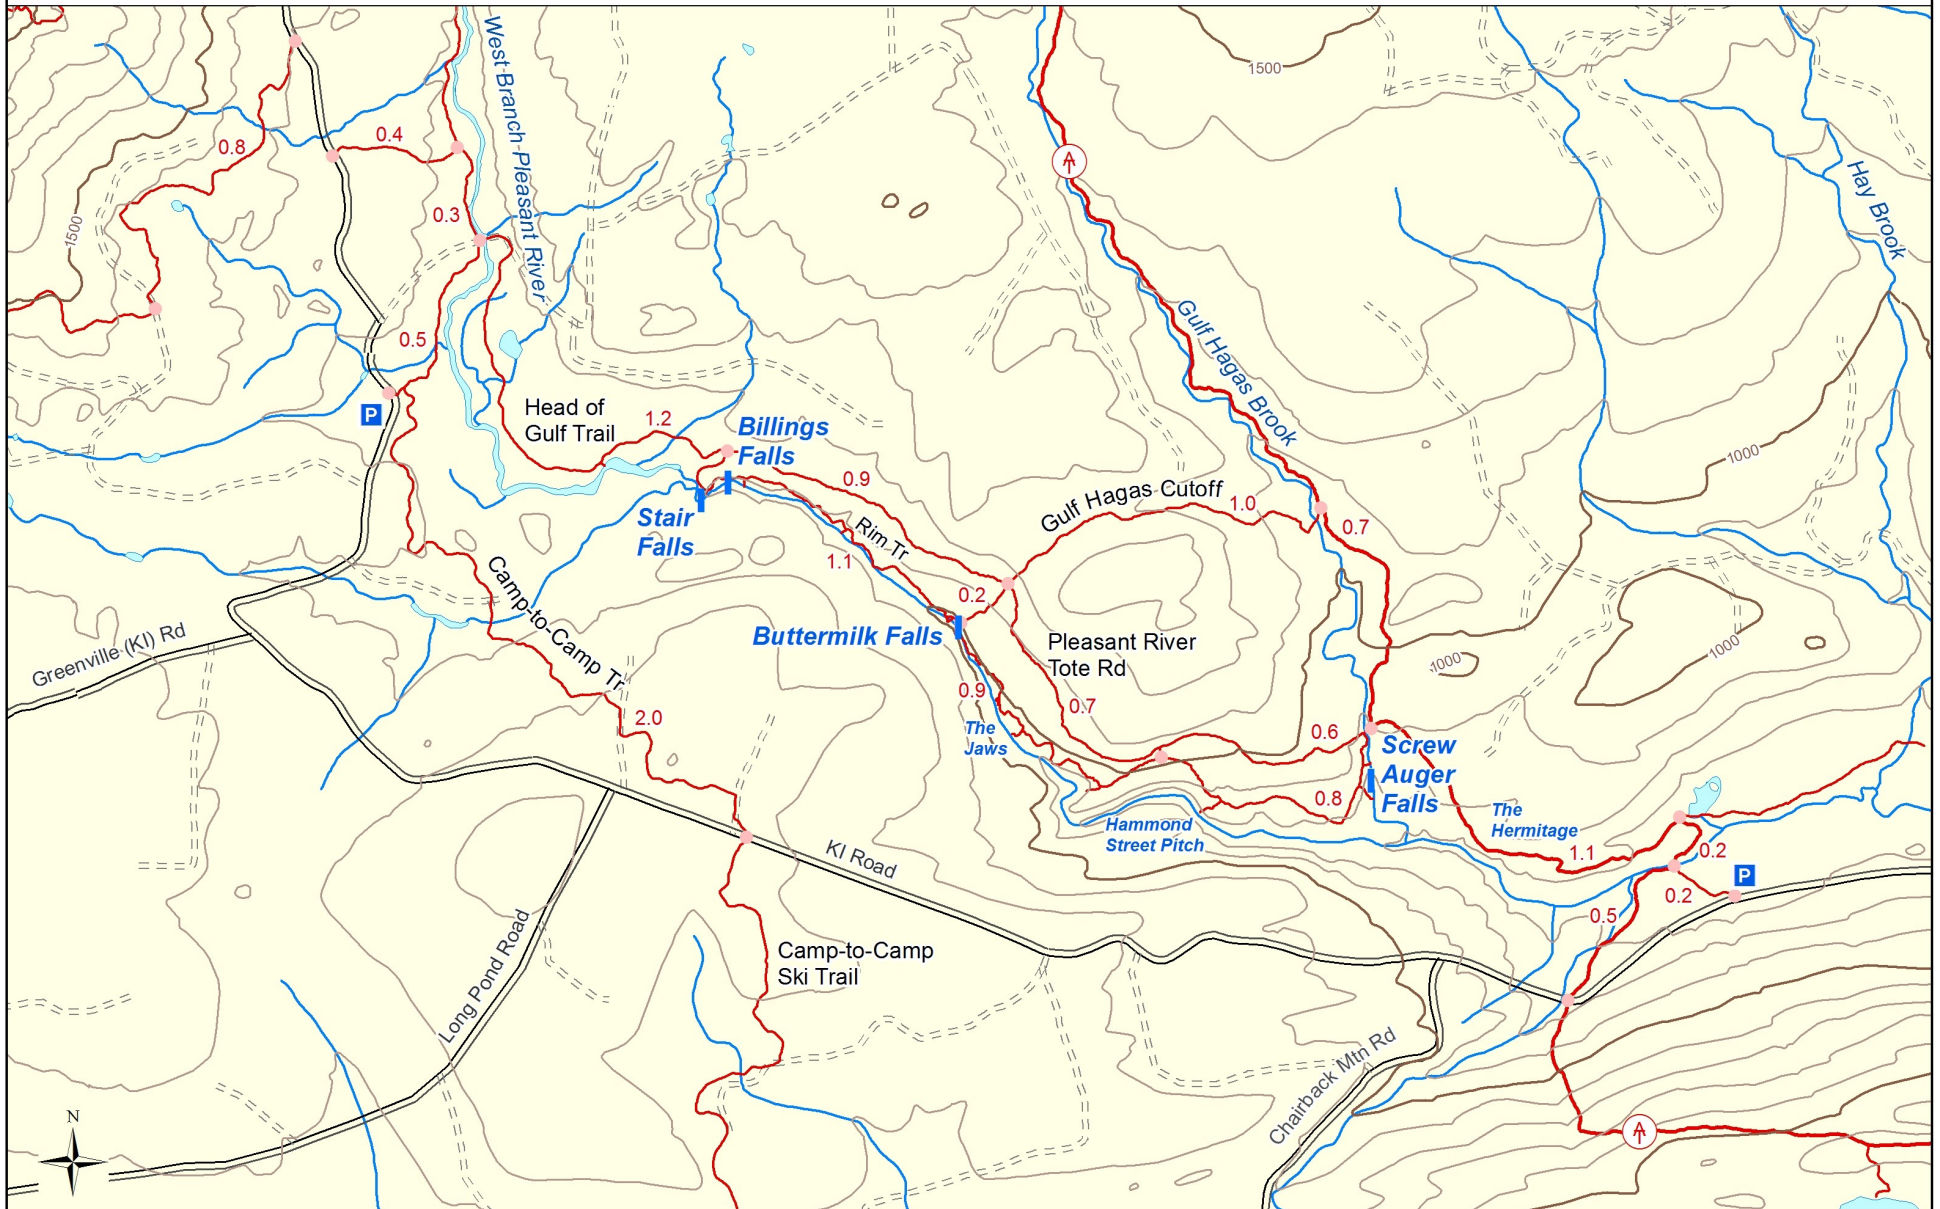 West Branch Pleasant River
1500
0.8
0.4
0.3
1500
0.5
P
Head of
Gulf Trail
1.2
Billings
Falls
0.9
Stair
Falls
Rim Tr
1.1
Gulf Hagas Brook
Hay Brook
Gulf Hagas Cutoff
1.0
0.7
1000
0.2
Buttermilk Falls
Pleasant River
Tote Rd
0.9
0.7
The
Jaws
0.6
1000
1000
Screw
Auger
Falls
0.8
Hammond
Street Pitch
The
Hermitage
1.1
0.2
P
0.2
0.5
Greenville (KI) Rd
Camp-to-Camp Tr
2.0
KI Road
Camp-to-Camp
Ski Trail
Long Pond Road
Chairback Mtn Rd
N